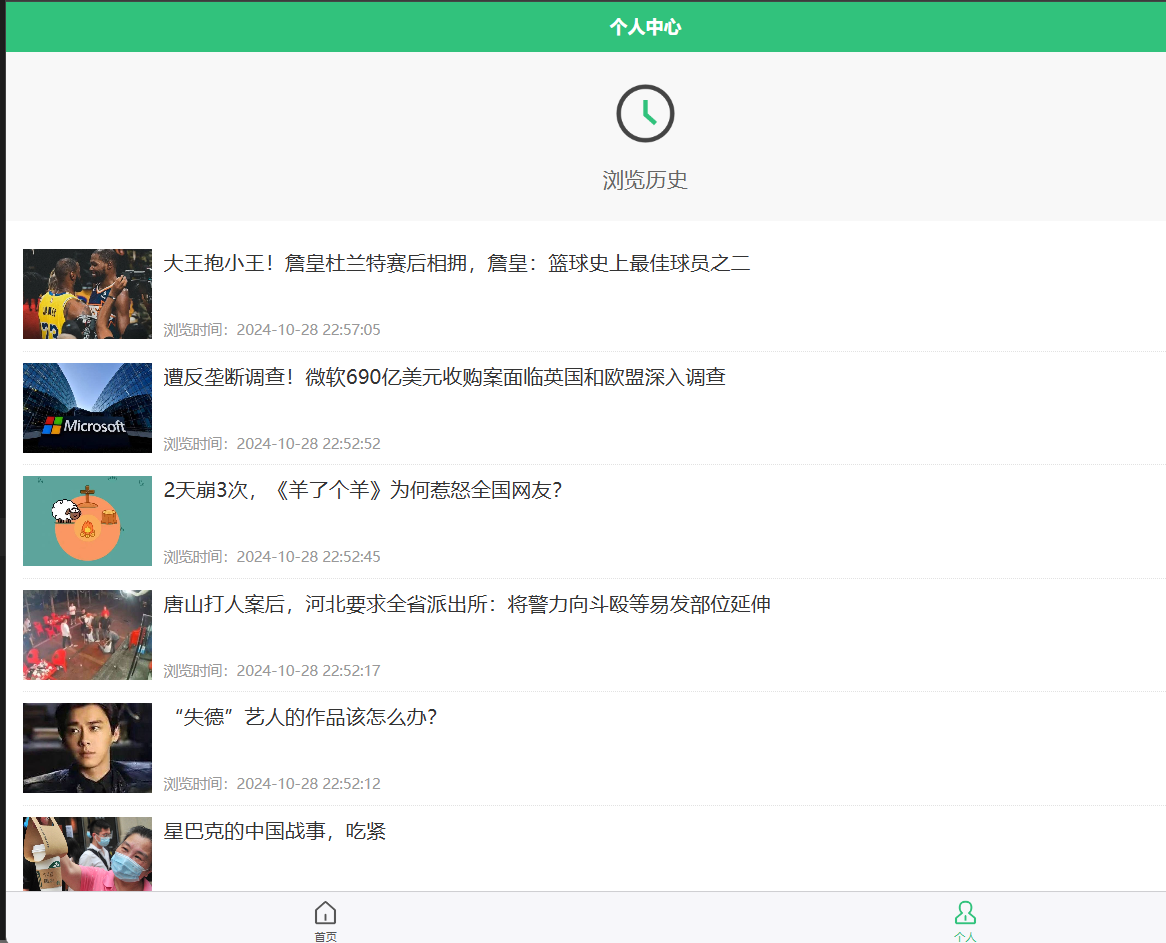 个人中心
浏览历史
大王抱小王！詹皇杜兰特赛后相拥，詹皇：篮球史上最佳球员之二
浏览时间：2024-10-28 22:57:05
遭反垄断调查！微软690亿美元收购案面临英国和欧盟深入调查
Microsoft
浏览时间：2024-10-28 22:52:52
2天崩3次，《羊了个羊》为何惹怒全国网友？
浏览时间：2024-10-28 22:52:45
唐山打人案后，河北要求全省派出所：将警力向斗殴等易发部位延伸
浏览时间：2024-10-28 22:52:17
“失德”艺人的作品该怎么办？
浏览时间：2024-10-28 22:52:12
星巴克的中国战事，吃紧
首页
个人